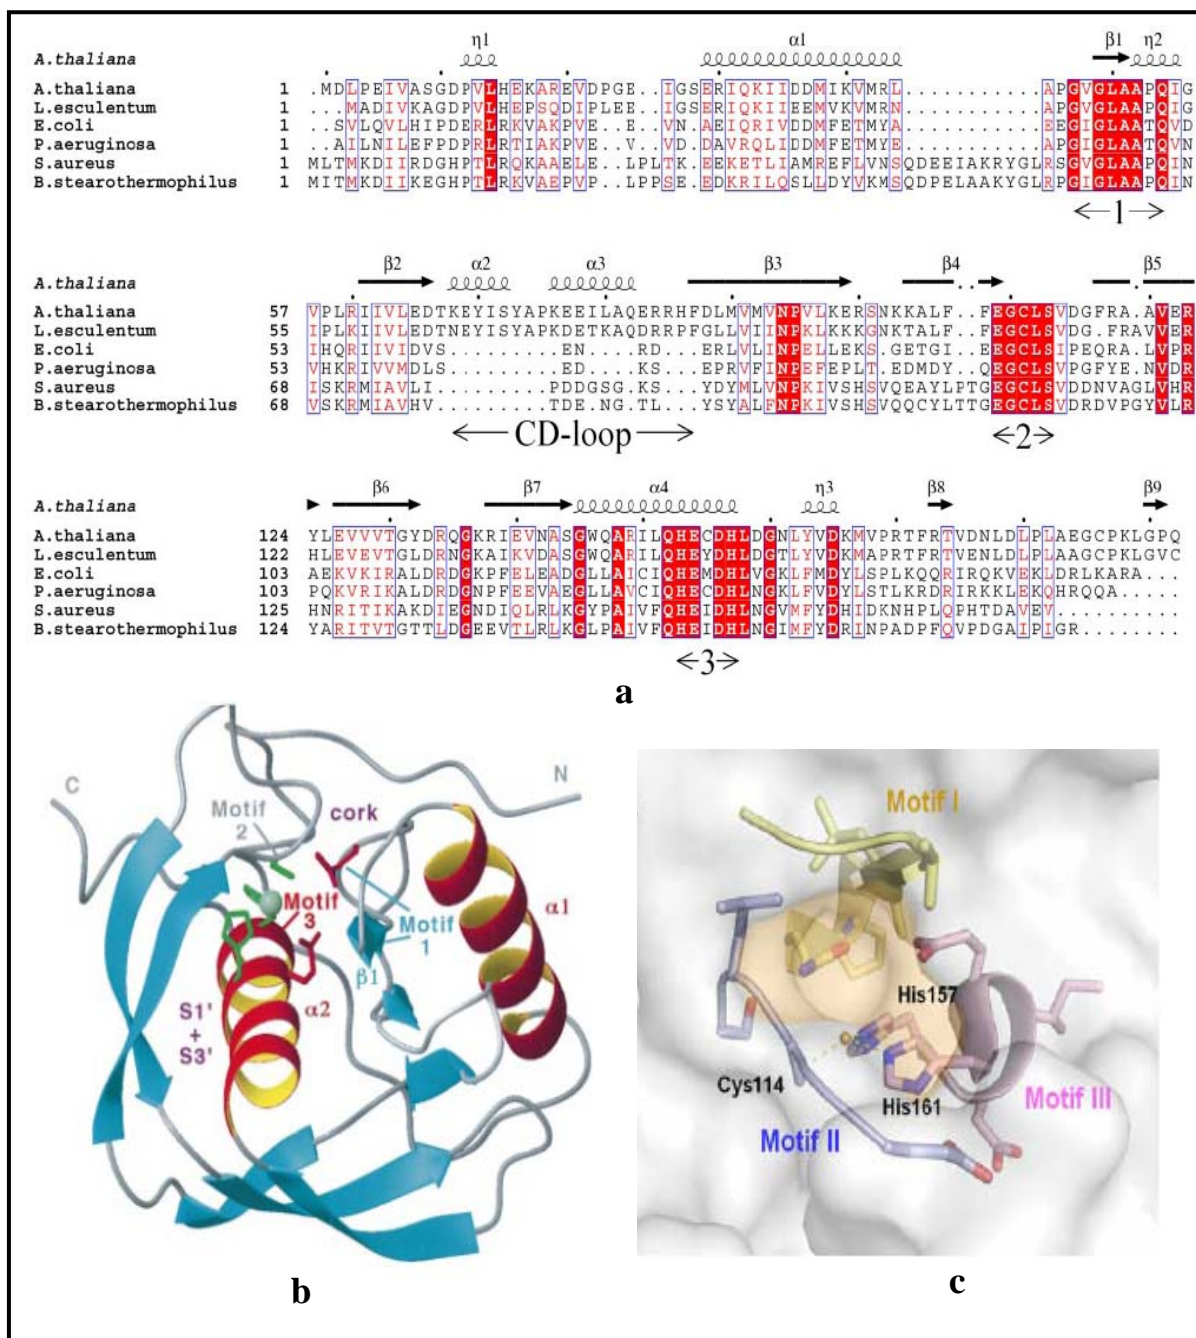 A.thaliana η1 α1 β1 η2
A.thaliana 1 .MDLPEIVASGDPVLHEKAREVDPGE..IGSERIQKIIDDMIKVMRL...........APGVGLAAPQIG
L.esculentum 1 ..MADIVKAGDPVLHEPSQDIPLEE..IGSERIQKIIEEMVKVMRN...........APGVGLAAPQIG
E.coli 1 ..SVLQVLHIPDERLRKVAKPVE..E..VN.AEIQRIVDDMFETMYA...........EEGIGLAATQVD
P.aeruginosa 1 ..AILNILEFPDPRLRTIAKPVE..V..VD.DAVRQLIDDMFETMYE...........APGIGLAATQVN
S.aureus 1 MLTMKDIIRDGHPTLRQKAAELE..LPLTK.EEKETLIAMREFLVNSQDEEIAKRYGLRSGVGLAAPQIN
B.stearothermophilus 1 MITMKDIIKEGHPTLRKVAEPVP..LPPSE.EDKRILQSLLDYVKMSQDPELAAKYGLRPGIGLAAPQIN
1
A.thaliana β2 α2 α3 β3 β4 β5
A.thaliana 57 VPLRIIVLEDTKEYISYAPKEEILAQERRHFDLMVMVNPVLKERSNKKALF..FEGCLSVDGFRA.AVER
L.esculentum 55 IPLKIIVLEDTNEYISYAPKDETKAQDRRPFGLLVIINPKLKKKGNKTALF..FEGCLSVDGFRA.VVER
E.coli 53 IHQRIIVIDVS.........EN...RD...ERLVLINPELLEKS.GETGI..EEGCLSIPEQRA.LVPR
P.aeruginosa 53 VHKRIVVMDLS.........ED...KS...EPRVFINPEFEPLT.EDMDY..QEGCLSVPGFYE.NVDR
S.aureus 68 ISKRMIAVLI.........PDDGSG.KS...YDYMLVNPKIVSHSVQEAYLPTGEGCLSVDDNVAGLVHR
B.stearothermophilus 68 VSKRMIAVHV.........TDE.NG.TL...YSYALFNPKIVSHSVQQCYLTTGEGCLSVDRDVPGYVLR
CD-loop 2
A.thaliana β6 β7 α4 η3 β8 β9
A.thaliana 124 YLEVVVTGYDRQGKRIEVNASGWQARILQHECDHLDGNLYVDKMVPRTFRTVDNLDLPLAEGCPKLGPQ
L.esculentum 122 HLEVEVTGLDRNGKAIKVDASGWQARILQHEYDHLDGTLYVDKMAPRTFRTVENLDLPLAAGCPKLGVC
E.coli 103 AEKVKIRALDRDGKPFELEADGLLAICIQHEMDHLVGKLFMDYLSPLKQQRIRQKVEKLDRLKARA...
P.aeruginosa 103 PQKVKIRALDRDGNPFEEVAEGLLAVCIQHECDHLNGKLFVDYLSTLKRDRIRKKLEKQHRQQA.....
S.aureus 125 HNRITIKAKDIEGNDIQLRLKGYPAIVFQHEIDHLNGVMFYDHIDKNHPLQPHTDAVEV..........
B.stearothermophilus 124 YARITVTGTTLDGEEVTLRLKGLPAIVFQHEIDHLNGIMFYDRINPADPFQVPDGAIPIGR........
3
a
C
N
Motif
2
cork
Motif
3
Motif
1
α1
β1
α2
S1'
+
S3'
b
Motif I
His157
Cys114
His161
Motif III
Motif II
c